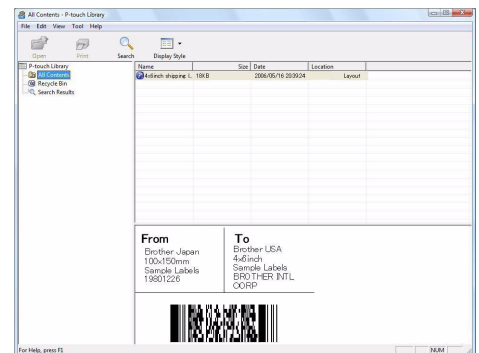 All Contents - P-touch Library
File Edit View Tool Help
Open Print Search Display Style
P-touch Library
All Contents
Recycle Bin
Search Results
Name Size Date Location
4x6inch shipping l.. 18KB 2006/05/16 20:09:24 Layout
From
Brother Japan
100x150mm
Sample Labels
19801226
To
Brother USA
4x6inch
Sample Labels
BROTHER INTL
CORP
For Help, press F1
NUM